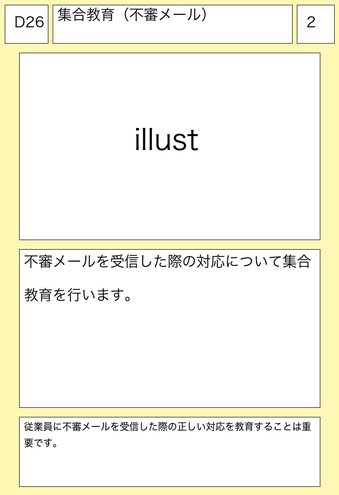 D26
集合教育（不審メール）
2
illust
不審メールを受信した際の対応について集合
教育を行います。
従業員に不審メールを受信した際の正しい対応を教育することは重
要です。